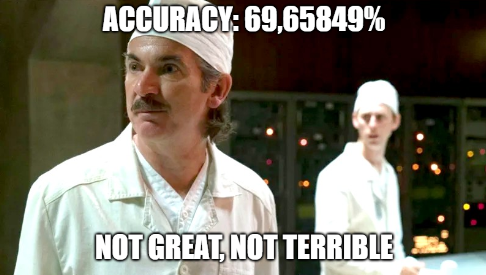 ACCURACY: 69,65849%
NOT GREAT, NOT TERRIBLE